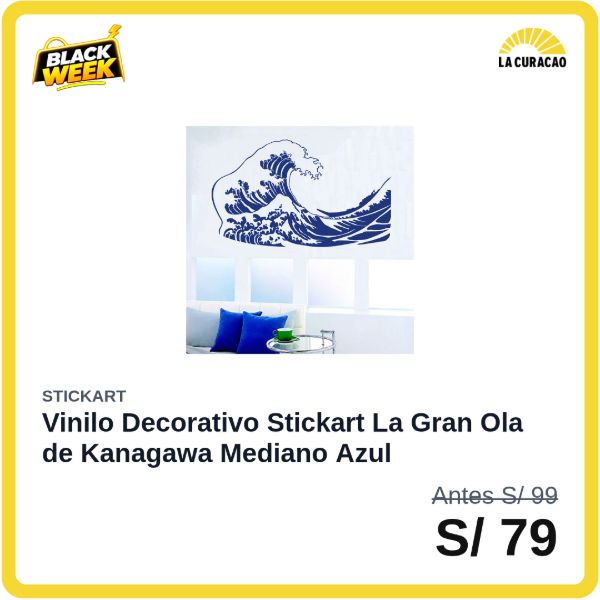 BLACK
WEEK
LA CURACAO
STICKART
Vinilo Decorativo Stickart La Gran Ola
de Kanagawa Mediano Azul
Antes S/ 99
S/ 79